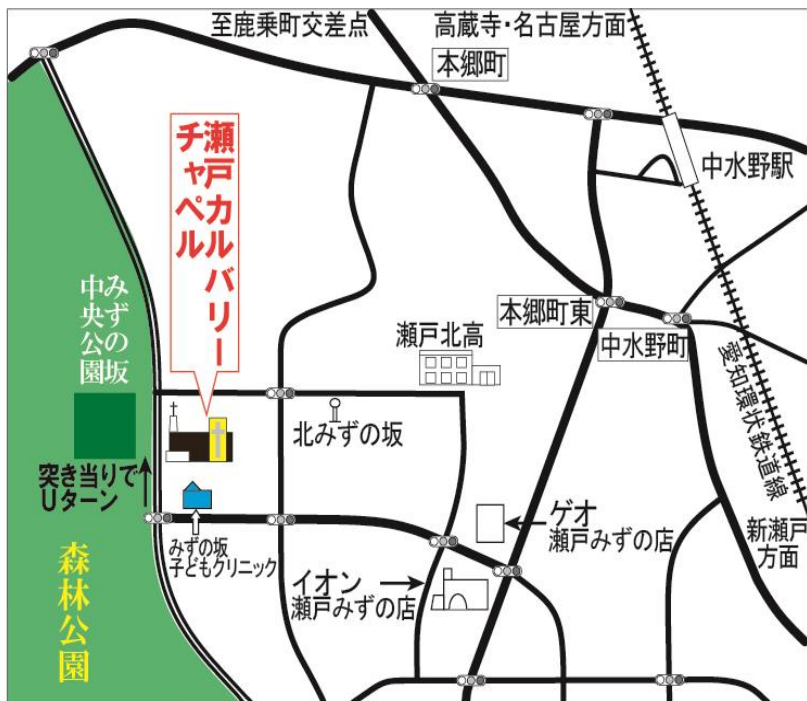 至鹿乗町交差点
高蔵寺・名古屋方面
本郷町
中水野駅
瀬戸カルバリー
チャペル
みずの坂
中央公園
本郷町東
中水野町
瀬戸北高
愛知環状鉄道線
北みずの坂
突き当りで
Uターン
ゲオ
瀬戸みずの店
新瀬戸
方面
みずの坂
子どもクリニック
イオン
瀬戸みずの店
森林公園